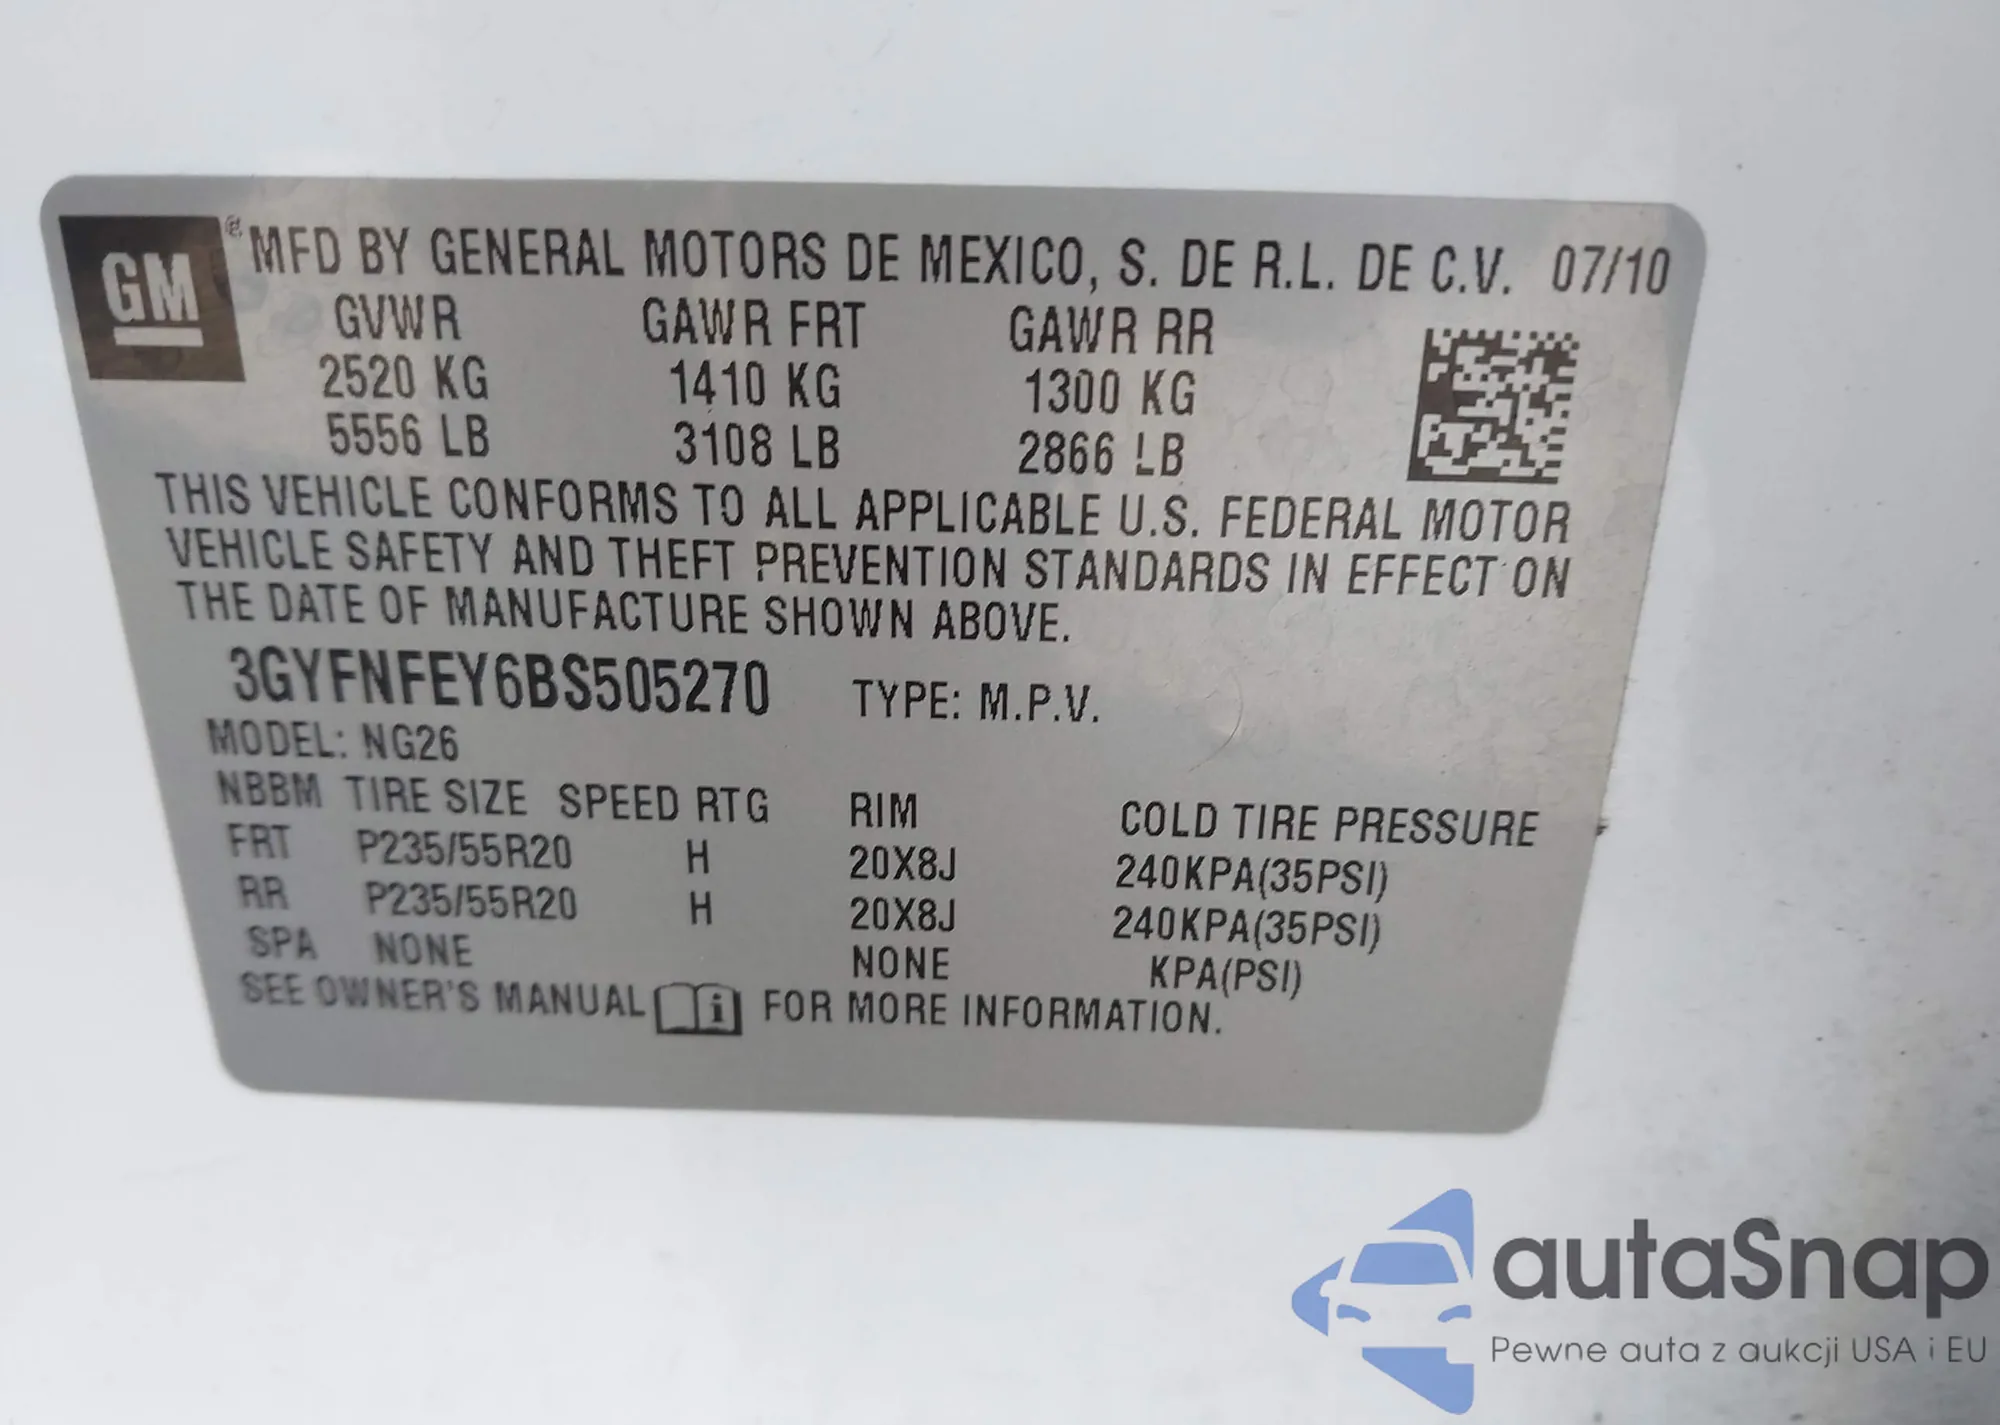 GM ® MFD BY GENERAL MOTORS DE MEXICO, S. DE R.L. DE C.V. 07/10
GVWR GAWR FRT GAWR RR
2520 KG 1410 KG 1300 KG
5556 LB 3108 LB 2866 LB
THIS VEHICLE CONFORMS TO ALL APPLICABLE U.S. FEDERAL MOTOR
VEHICLE SAFETY AND THEFT PREVENTION STANDARDS IN EFFECT ON
THE DATE OF MANUFACTURE SHOWN ABOVE.
3GYFNFEY6BS505270 TYPE: M.P.V.
MODEL: NG26
NBBM TIRE SIZE SPEED RTG RIM COLD TIRE PRESSURE
FRT P235/55R20 H 20X8J 240KPA(35PSI)
RR P235/55R20 H 20X8J 240KPA(35PSI)
SPA NONE NONE KPA(PSI)
SEE OWNER'S MANUAL i FOR MORE INFORMATION.
autaSnap
Pewne auta z aukcji USA i EU